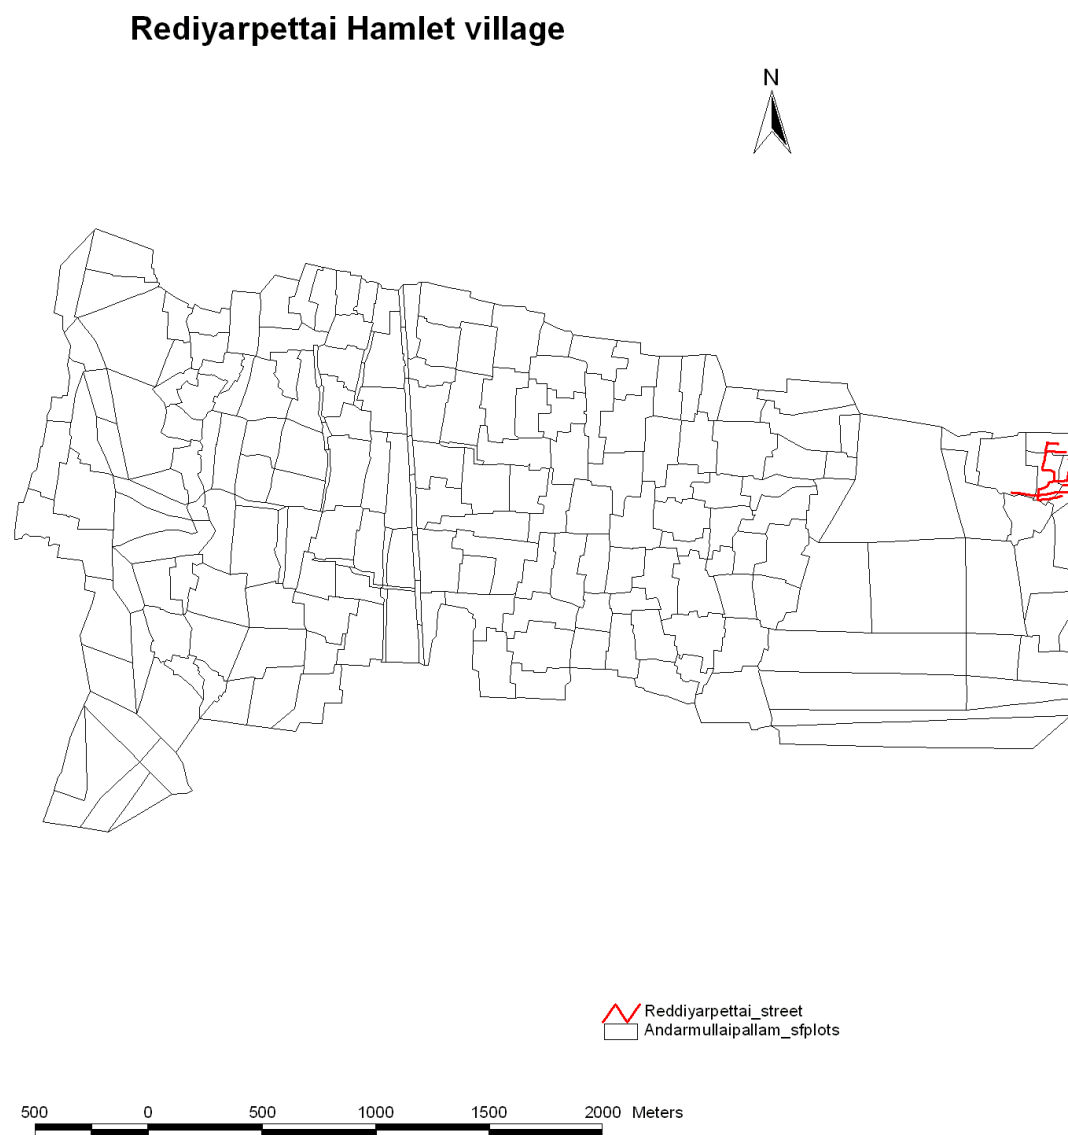 Rediyarpettai Hamlet village
N
Reddiyarpettai_street
Andarmullaipallam_sfplots
500 0 500 1000 1500 2000 Meters